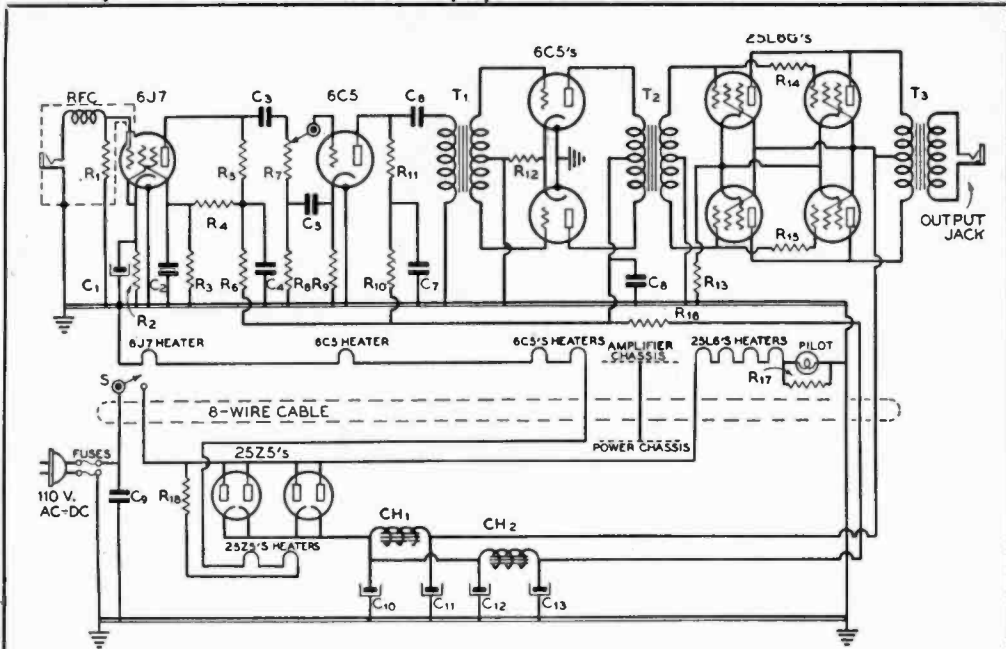 6C5's
25L6G's
RFC
6J7
C3
6C5
C6
T1
T2
R14
T3
R1
R5
R7
R11
R12
C5
R4
OUTPUT
JACK
R15
C1
C2
R3
R6
C4
R8
R9
R10
C7
C8
R13
R2
R16
6J7 HEATER
6C5 HEATER
6C5'S HEATERS
AMPLIFIER
CHASSIS
25L6'S HEATERS
PILOT
R17
S
8-WIRE CABLE
POWER CHASSIS
FUSES
25Z5's
110 V.
AC-DC
C9
R18
CH1
CH2
25Z5'S HEATERS
C10
C11
C12
C13